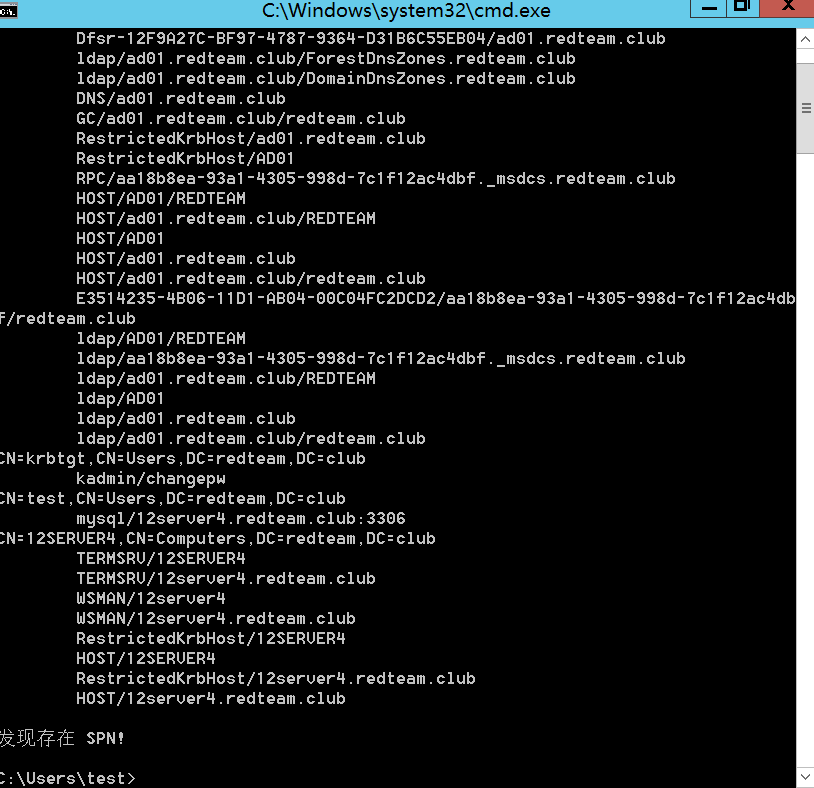 C:\Windows\system32\cmd.exe
Dfsr-12F9A27C-BF97-4787-9364-D31B6C55EB04/ad01.redteam.club
ldap/ad01.redteam.club/ForestDnsZones.redteam.club
ldap/ad01.redteam.club/DomainDnsZones.redteam.club
DNS/ad01.redteam.club
GC/ad01.redteam.club/redteam.club
RestrictedKrbHost/ad01.redteam.club
RestrictedKrbHost/AD01
RPC/aa18b8ea-93a1-4305-998d-7c1f12ac4dbf._msdcs.redteam.club
HOST/AD01/REDTEAM
HOST/ad01.redteam.club/REDTEAM
HOST/AD01
HOST/ad01.redteam.club
HOST/ad01.redteam.club/redteam.club
E3514235-4B06-11D1-AB04-00C04FC2DCD2/aa18b8ea-93a1-4305-998d-7c1f12ac4db
f/redteam.club
ldap/AD01/REDTEAM
ldap/aa18b8ea-93a1-4305-998d-7c1f12ac4dbf._msdcs.redteam.club
ldap/ad01.redteam.club/REDTEAM
ldap/AD01
ldap/ad01.redteam.club
ldap/ad01.redteam.club/redteam.club
CN=krbtgt,CN=Users,DC=redteam,DC=club
kadmin/changepw
CN=test,CN=Users,DC=redteam,DC=club
mysql/12server4.redteam.club:3306
CN=12SERVER4,CN=Computers,DC=redteam,DC=club
TERMSRV/12SERVER4
TERMSRV/12server4.redteam.club
WSMAN/12server4
WSMAN/12server4.redteam.club
RestrictedKrbHost/12SERVER4
HOST/12SERVER4
RestrictedKrbHost/12server4.redteam.club
HOST/12server4.redteam.club
发现存在 SPN!
C:\Users\test>